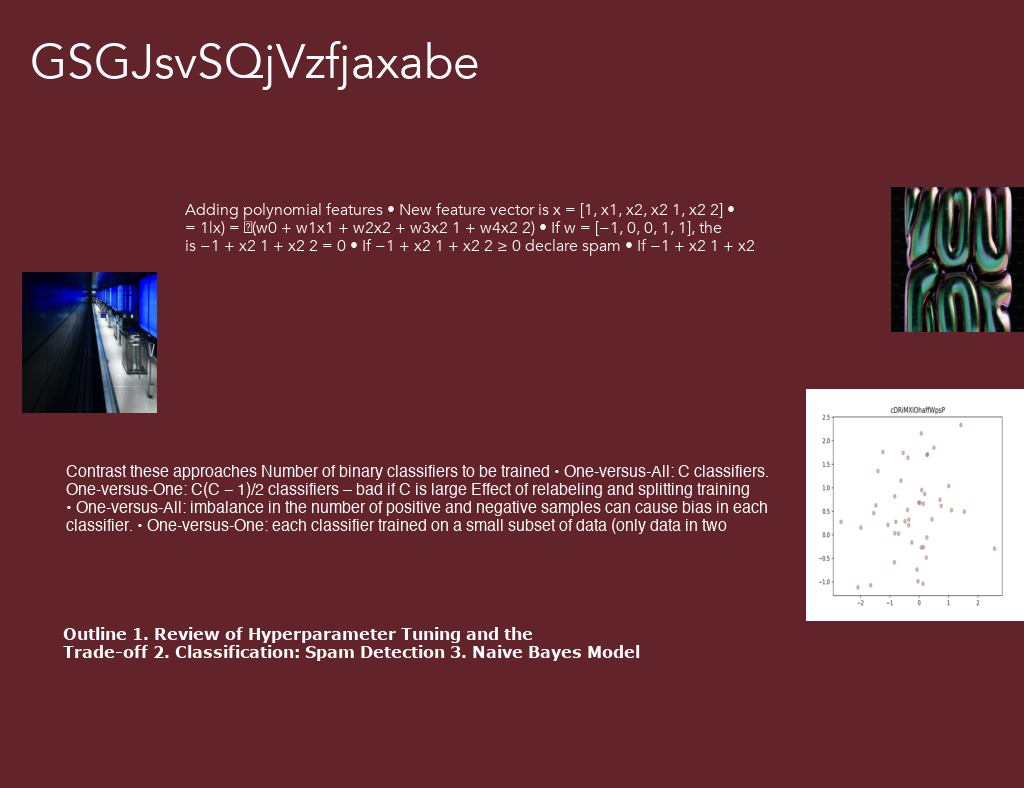 GSGJsvSQjVzfjaxabe
Adding polynomial features • New feature vector is x = [1, x1, x2, x2 1, x2 2] •
= 1|x) = (w0 + w1x1 + w2x2 + w3x2 1 + w4x2 2) • If w = [−1, 0, 0, 1, 1], the
is −1 + x2 1 + x2 2 = 0 • If −1 + x2 1 + x2 2 ≥ 0 declare spam • If −1 + x2 1 + x2
YOU
YOU
cDRiMXIOhaffWpsP
2.5
2.0
1.5
1.0
0.5
0.0
−0.5
−1.0
−2 −1 0 1 2
Contrast these approaches Number of binary classifiers to be trained • One-versus-All: C classifiers.
One-versus-One: C(C – 1)/2 classifiers – bad if C is large Effect of relabeling and splitting training
• One-versus-All: imbalance in the number of positive and negative samples can cause bias in each
classifier. • One-versus-One: each classifier trained on a small subset of data (only data in two
Outline 1. Review of Hyperparameter Tuning and the
Trade-off 2. Classification: Spam Detection 3. Naive Bayes Model